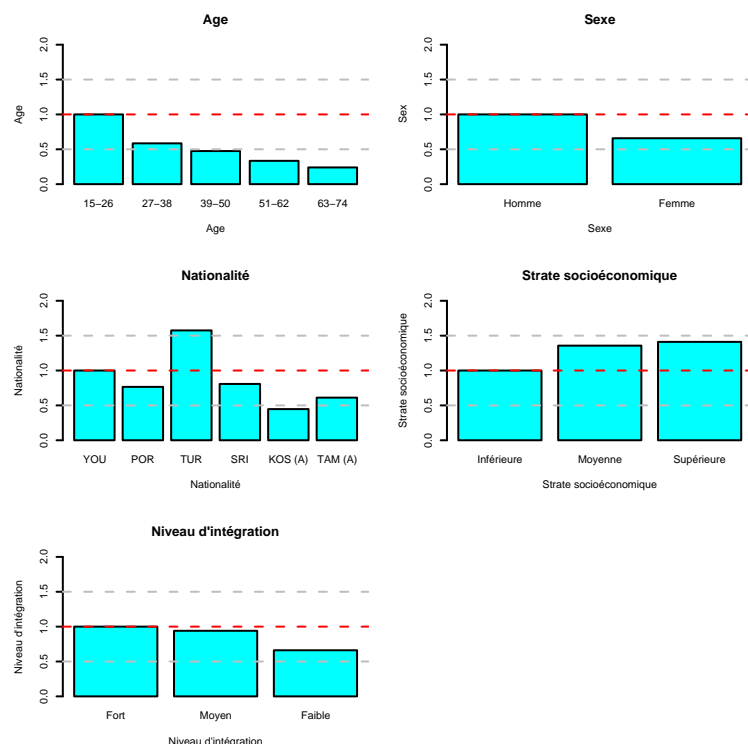 Age
Age
2.0
1.5
1.0
0.5
0.0
15–26 27–38 39–50 51–62 63–74
Age
Sexe
Sex
2.0
1.5
1.0
0.5
0.0
Homme Femme
Sexe
Nationalité
Nationalité
2.0
1.5
1.0
0.5
0.0
YOU POR TUR SRI KOS (A) TAM (A)
Nationalité
Strate socioéconomique
Strate socioéconomique
2.0
1.5
1.0
0.5
0.0
Inférieure Moyenne Supérieure
Strate socioéconomique
Niveau d'intégration
Niveau d'intégration
2.0
1.5
1.0
0.5
0.0
Fort Moyen Faible
Niveau d'intégration